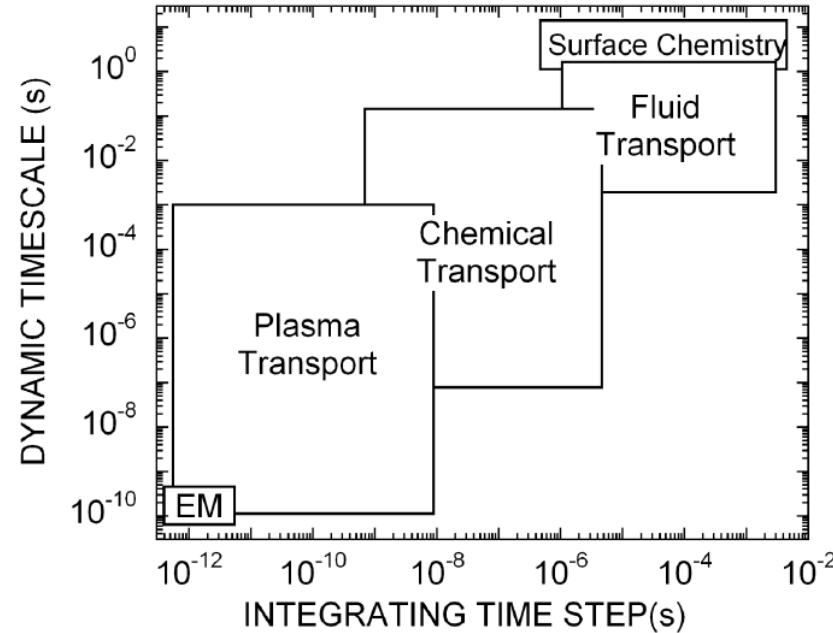 DYNAMIC TIMESCALE (s)
10^0
10^-2
10^-4
10^-6
10^-8
10^-10
Surface Chemistry
Fluid
Transport
Chemical
Transport
Plasma
Transport
EM
10^-12
10^-10
10^-8
10^-6
10^-4
10^-2
INTEGRATING TIME STEP(s)